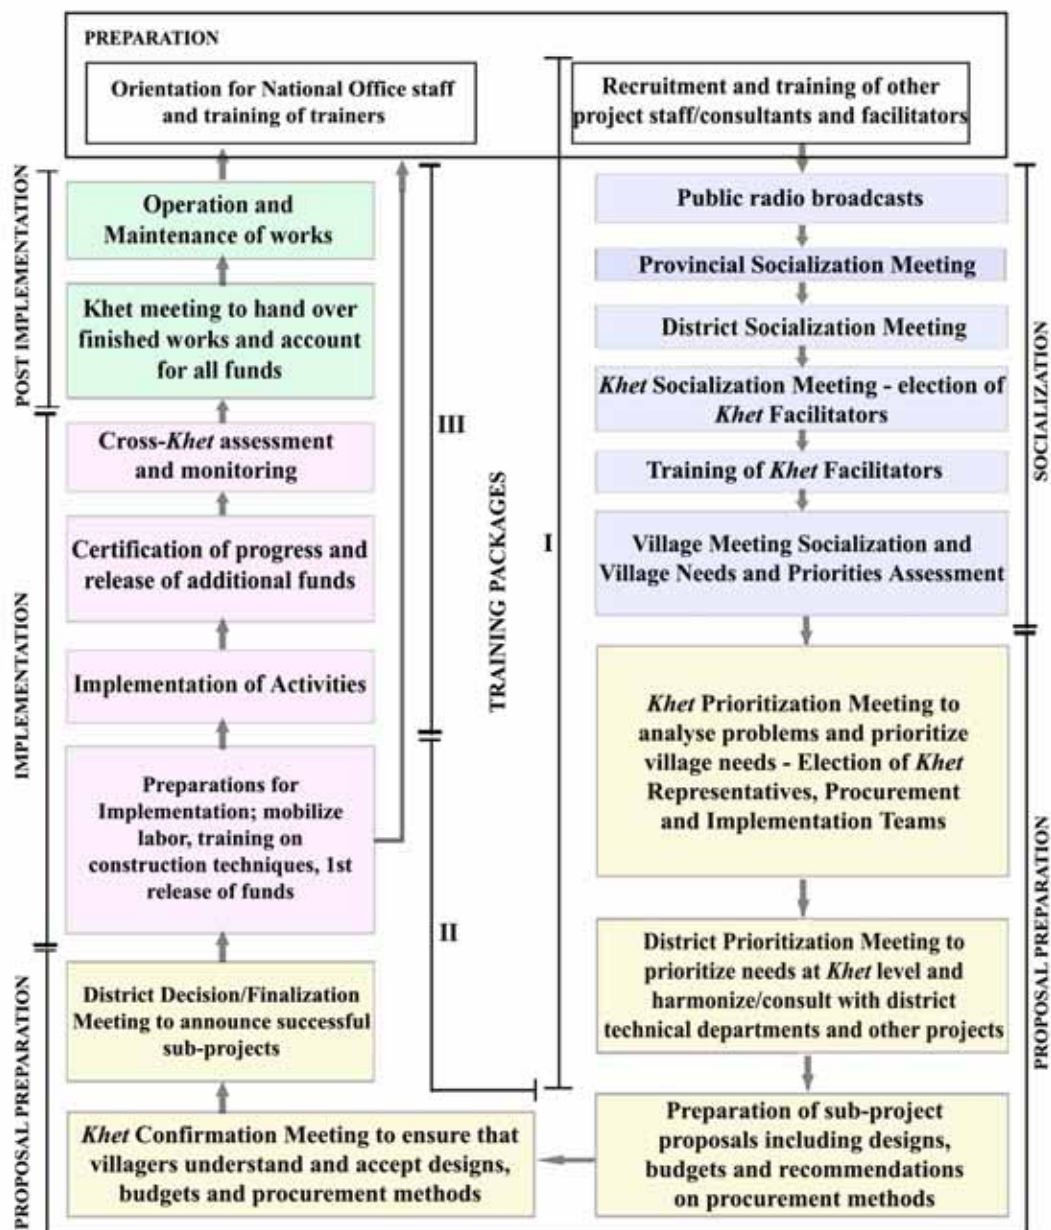 PREPARATION
Orientation for National Office staff
and training of trainers
Recruitment and training of other
project staff/consultants and facilitators
POST IMPLEMENTATION
Operation and
Maintenance of works
Khet meeting to hand over
finished works and account
for all funds
IMPLEMENTATION
Cross-Khet assessment
and monitoring
Certification of progress and
release of additional funds
Implementation of Activities
Preparations for
Implementation; mobilize
labor, training on
construction techniques, 1st
release of funds
PROPOSAL PREPARATION
District Decision/Finalization
Meeting to announce successful
sub-projects
Khet Confirmation Meeting to ensure that
villagers understand and accept designs,
budgets and procurement methods
III
II
TRAINING PACKAGES
I
Public radio broadcasts
Provincial Socialization Meeting
District Socialization Meeting
Khet Socialization Meeting - election of
Khet Facilitators
Training of Khet Facilitators
Village Meeting Socialization and
Village Needs and Priorities Assessment
SOCIALIZATION
Khet Prioritization Meeting to
analyse problems and prioritize
village needs - Election of Khet
Representatives, Procurement
and Implementation Teams
District Prioritization Meeting to
prioritize needs at Khet level and
harmonize/consult with district
technical departments and other projects
Preparation of sub-project
proposals including designs,
budgets and recommendations
on procurement methods
PROPOSAL PREPARATION